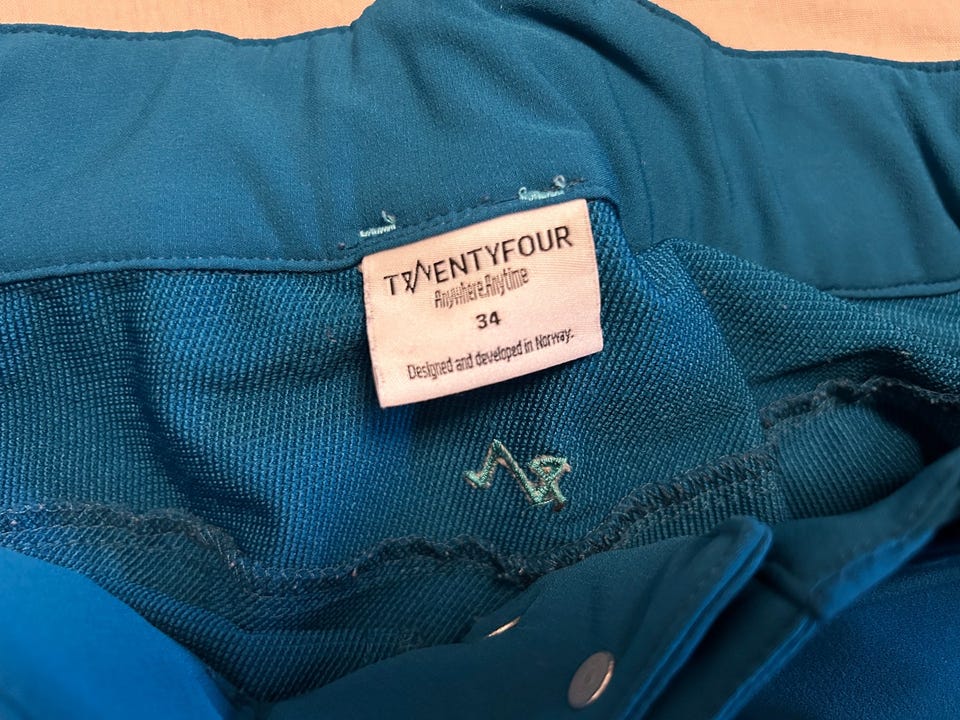 TWENTYFOUR
Anywhere.Anytime
34
Designed and developed in Norway.